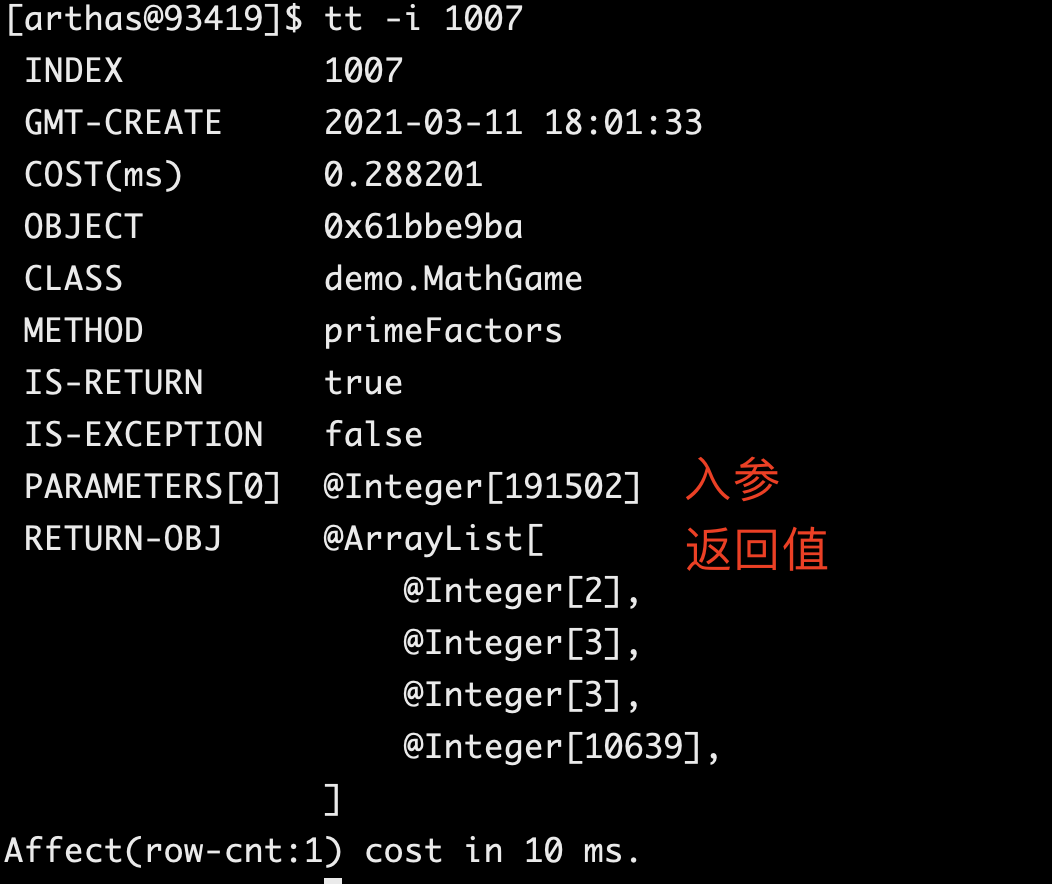 [arthas@93419]$ tt -i 1007
INDEX 1007
GMT-CREATE 2021-03-11 18:01:33
COST(ms) 0.288201
OBJECT 0x61bbe9ba
CLASS demo.MathGame
METHOD primeFactors
IS-RETURN true
IS-EXCEPTION false
PARAMETERS[0] @Integer[191502] 入参
RETURN-OBJ @ArrayList[ 返回值
@Integer[2],
@Integer[3],
@Integer[3],
@Integer[10639],
]
Affect(row-cnt:1) cost in 10 ms.